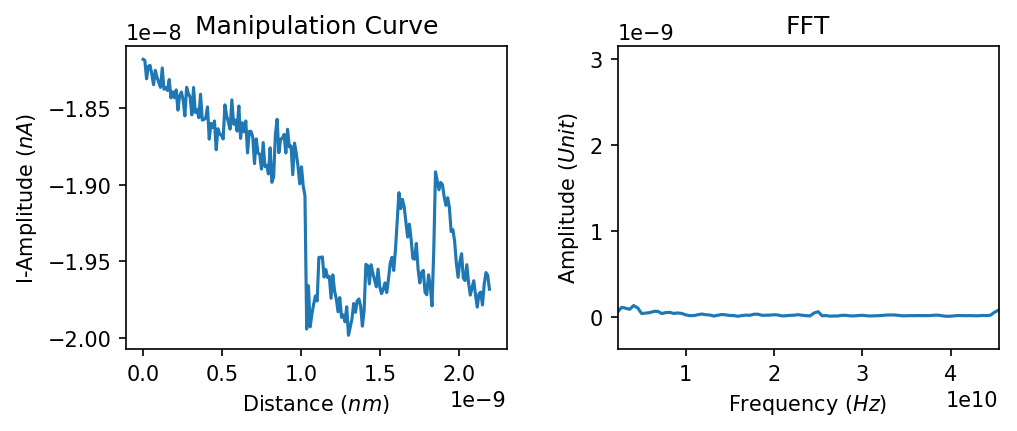 Manipulation Curve
1e−8
I-Amplitude (nA)
−1.85
−1.90
−1.95
−2.00
0.0 0.5 1.0 1.5 2.0
1e−9
Distance (nm)
FFT
1e−9
Amplitude (Unit)
3
2
1
0
1 2 3 4
1e10
Frequency (Hz)